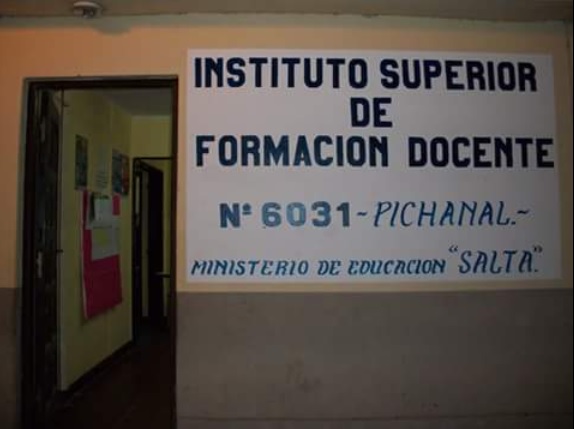 INSTITUTO SUPERIOR
DE
FORMACION DOCENTE
Nº 6031 ~ PICHANAL.~
MINISTERIO DE EDUCACION "SALTA".